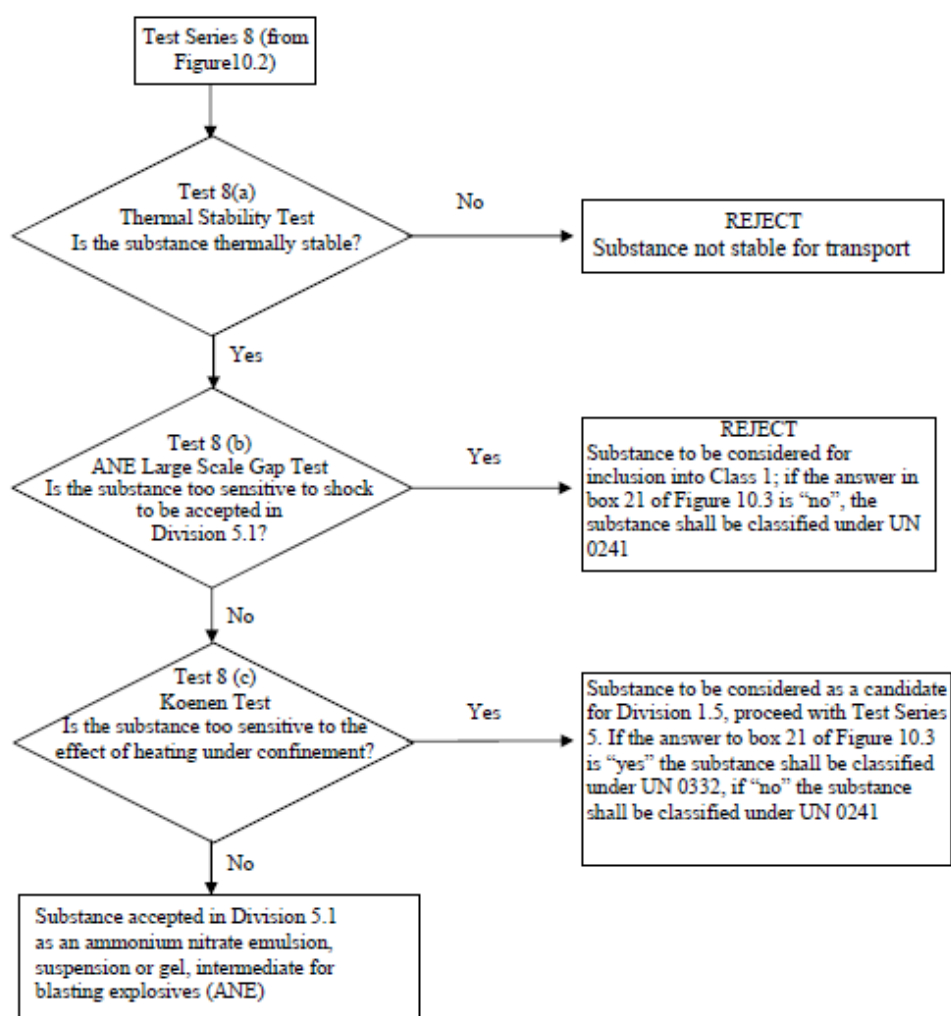 Test Series 8 (from
Figure10.2)
Test 8(a)
Thermal Stability Test
Is the substance thermally stable?
No
REJECT
Substance not stable for transport
Yes
Test 8 (b)
ANE Large Scale Gap Test
Is the substance too sensitive to shock
to be accepted in
Division 5.1?
Yes
REJECT
Substance to be considered for
inclusion into Class 1; if the answer in
box 21 of Figure 10.3 is “no”, the
substance shall be classified under UN
0241
No
Test 8 (c)
Koenen Test
Is the substance too sensitive to the
effect of heating under confinement?
Yes
Substance to be considered as a candidate
for Division 1.5, proceed with Test Series
5. If the answer to box 21 of Figure 10.3
is “yes” the substance shall be classified
under UN 0332, if “no” the substance
shall be classified under UN 0241
No
Substance accepted in Division 5.1
as an ammonium nitrate emulsion,
suspension or gel, intermediate for
blasting explosives (ANE)